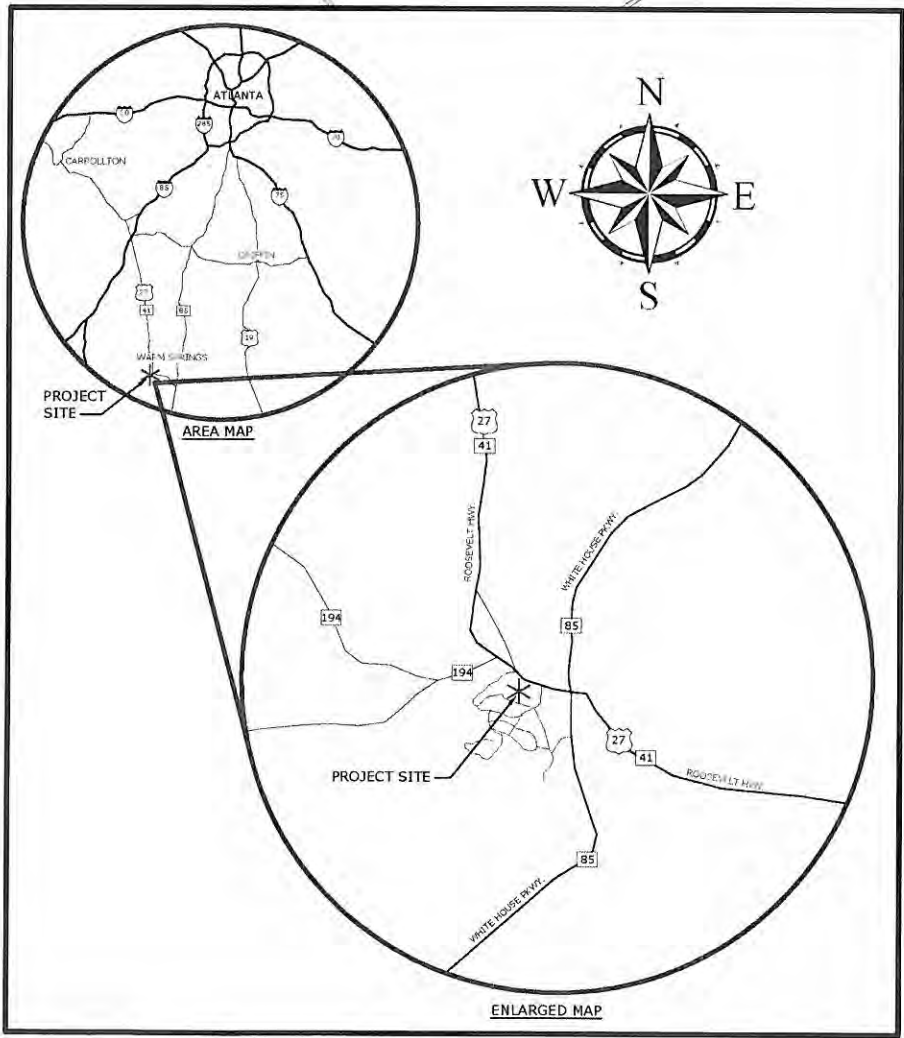 ATLANTA
285
CARROLLTON
85
75
GRIFFIN
27
41
85
19
WARM SPRINGS
PROJECT
SITE
AREA MAP
N
W
E
S
27
41
ROOSEVELT HWY.
WHITE HOUSE PKWY.
85
194
194
PROJECT SITE
27
41
ROOSEVELT HWY.
85
WHITE HOUSE PKWY.
ENLARGED MAP